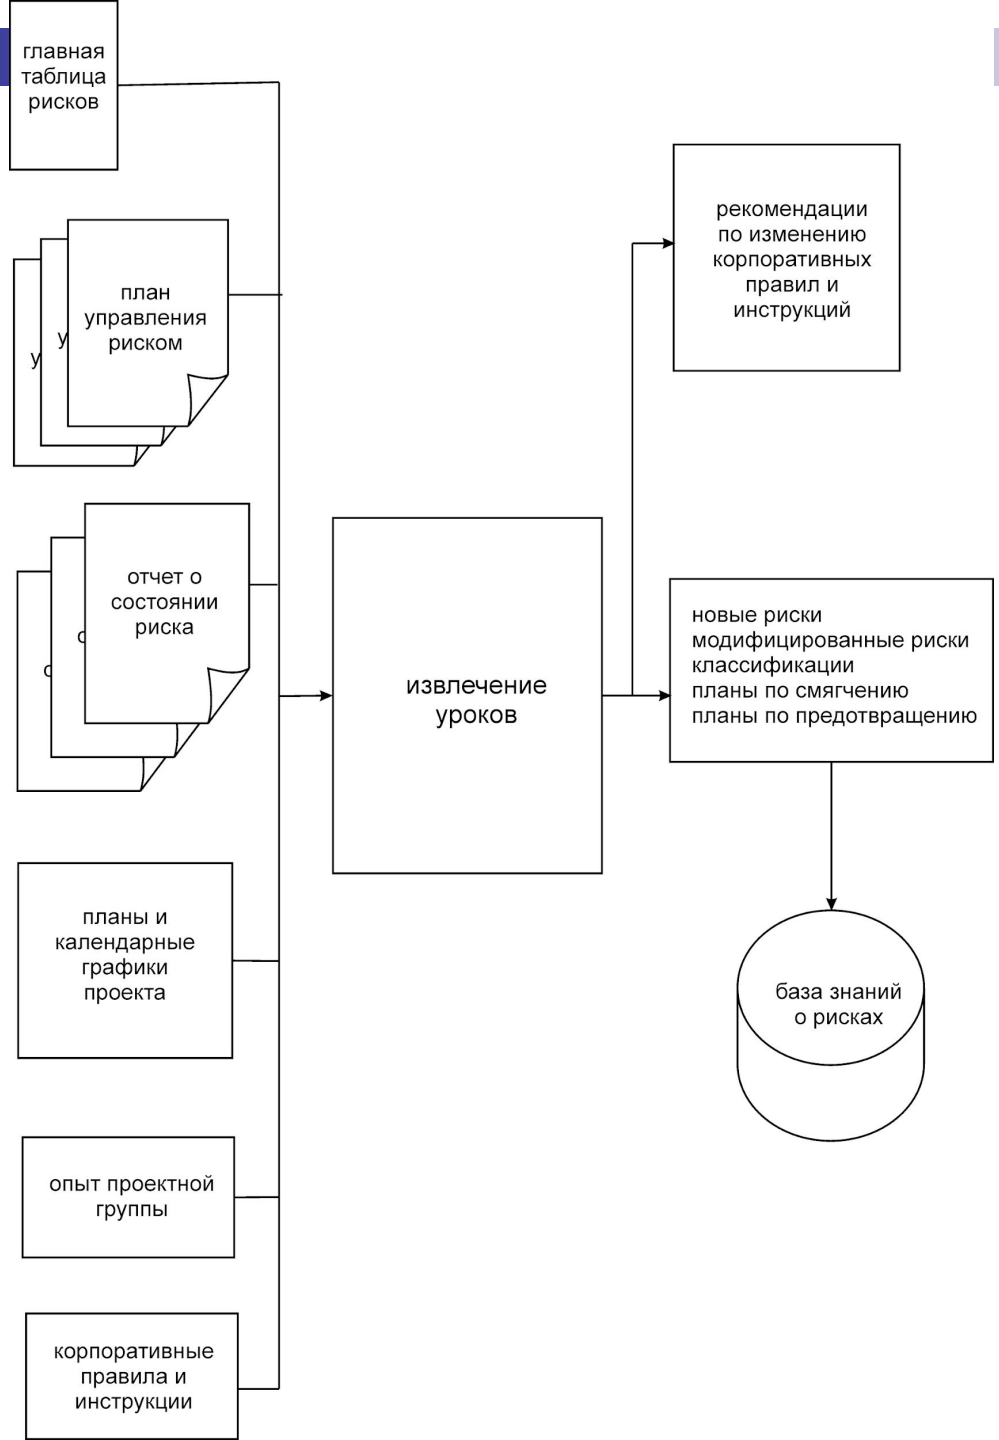 главная
таблица
рисков
план
управления
риском
у
у
отчет о
состоянии
риска
с
с
планы и
календарные
графики
проекта
опыт проектной
группы
корпоративные
правила и
инструкции
извлечение
уроков
рекомендации
по изменению
корпоративных
правил и
инструкций
новые риски
модифицированные риски
классификации
планы по смягчению
планы по предотвращению
база знаний
о рисках